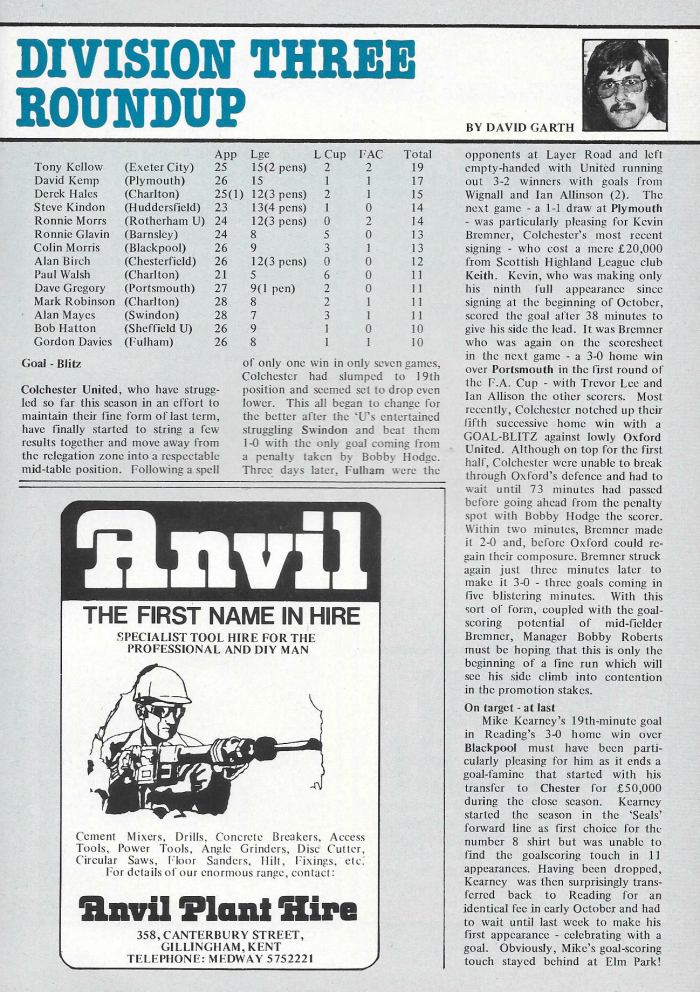 DIVISION THREE
ROUNDUP
BY DAVID GARTH
App Lge L Cup FAC Total
Tony Kellow (Exeter City) 25 15(2 pens) 2 2 19
David Kemp (Plymouth) 26 15 1 1 17
Derek Hales (Charlton) 25(1) 12(3 pens) 2 1 15
Steve Kindon (Huddersfield) 23 13(4 pens) 1 0 14
Ronnie Morrs (Rotherham U) 24 12(3 pens) 0 2 14
Ronnie Glavin (Barnsley) 24 8 5 0 13
Colin Morris (Blackpool) 26 9 3 1 13
Alan Birch (Chesterfield) 26 12(3 pens) 0 0 12
Paul Walsh (Charlton) 21 5 6 0 11
Dave Gregory (Portsmouth) 27 9(1 pen) 2 0 11
Mark Robinson (Charlton) 28 8 2 1 11
Alan Mayes (Swindon) 28 7 3 1 11
Bob Hatton (Sheffield U) 26 9 1 0 10
Gordon Davies (Fulham) 26 8 1 1 10
Goal - Blitz
Colchester United, who have strugg-
led so far this season in an effort to
maintain their fine form of last term,
have finally started to string a few
results together and move away from
the relegation zone into a respectable
mid-table position. Following a spell
of only one win in only seven games,
Colchester had slumped to 19th
position and seemed set to drop even
lower. This all began to change for
the better after the 'U's entertained
struggling Swindon and beat them
1-0 with the only goal coming from
a penalty taken by Bobby Hodge.
Three days later, Fulham were the
opponents at Layer Road and left
empty-handed with United running
out 3-2 winners with goals from
Wignall and Ian Allinson (2). The
next game - a 1-1 draw at Plymouth
- was particularly pleasing for Kevin
Bremner, Colchester's most recent
signing - who cost a mere £20,000
from Scottish Highland League club
Keith. Kevin, who was making only
his ninth full appearance since
signing at the beginning of October,
scored the goal after 38 minutes to
give his side the lead. It was Bremner
who was again on the scoresheet
in the next game - a 3-0 home win
over Portsmouth in the first round of
the F.A. Cup - with Trevor Lee and
Ian Allison the other scorers. Most
recently, Colchester notched up their
fifth successive home win with a
GOAL-BLITZ against lowly Oxford
United. Although on top for the first
half, Colchester were unable to break
through Oxford's defence and had to
wait until 73 minutes had passed
before going ahead from the penalty
spot with Bobby Hodge the scorer.
Within two minutes, Bremner made
it 2-0 and, before Oxford could re-
gain their composure. Bremner struck
again just three minutes later to
make it 3-0 - three goals coming in
five blistering minutes. With this
sort of form, coupled with the goal-
scoring potential of mid-fielder
Bremner, Manager Bobby Roberts
must be hoping that this is only the
beginning of a fine run which will
see his side climb into contention
in the promotion stakes.
On target - at last
Mike Kearney's 19th-minute goal
in Reading's 3-0 home win over
Blackpool must have been parti-
cularly pleasing for him as it ends a
goal-famine that started with his
transfer to Chester for £50,000
during the close season. Kearney
started the season in the 'Seals'
forward line as first choice for the
number 8 shirt but was unable to
find the goalscoring touch in 11
appearances. Having been dropped,
Kearney was then surprisingly trans-
ferred back to Reading for an
identical fee in early October and had
to wait until last week to make his
first appearance - celebrating with a
goal. Obviously, Mike's goal-scoring
touch stayed behind at Elm Park!
Anvil
THE FIRST NAME IN HIRE
SPECIALIST TOOL HIRE FOR THE
PROFESSIONAL AND DIY MAN
Cement Mixers, Drills, Concrete Breakers, Access
Tools, Power Tools, Angle Grinders, Disc Cutter,
Circular Saws, Floor Sanders, Hilt, Fixings, etc.
For details of our enormous range, contact:
Anvil Plant Hire
358, CANTERBURY STREET,
GILLINGHAM, KENT
TELEPHONE: MEDWAY 5752221